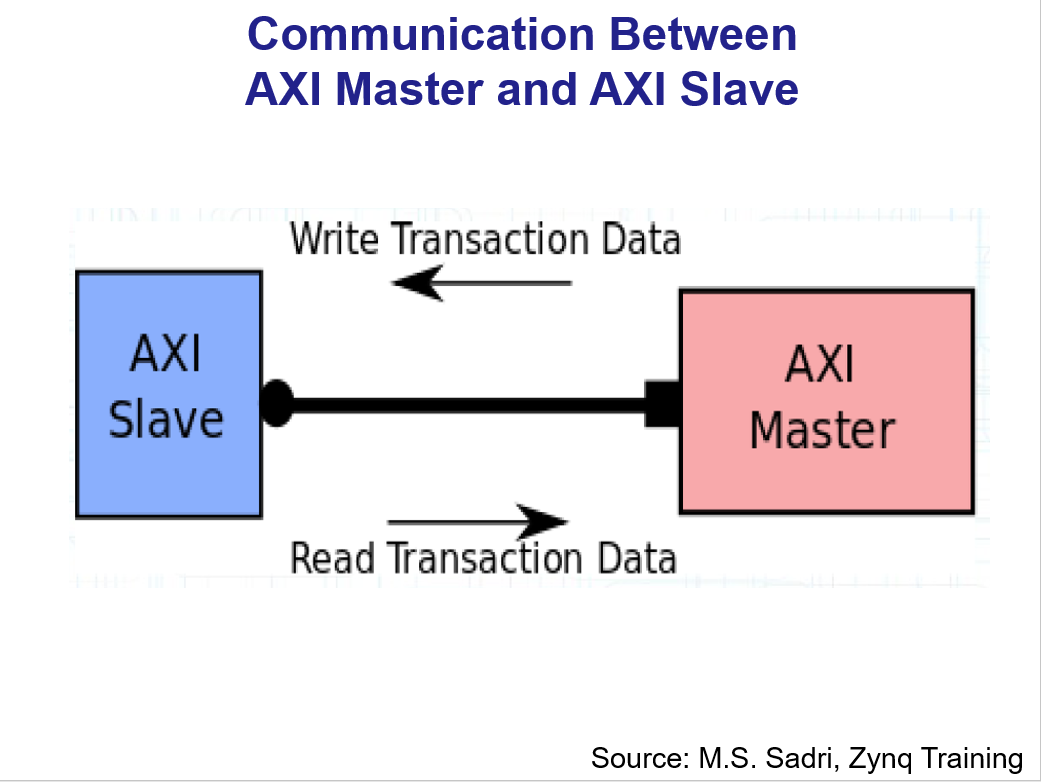 Communication Between
AXI Master and AXI Slave
Write Transaction Data
AXI
Slave
AXI
Master
Read Transaction Data
Source: M.S. Sadri, Zynq Training